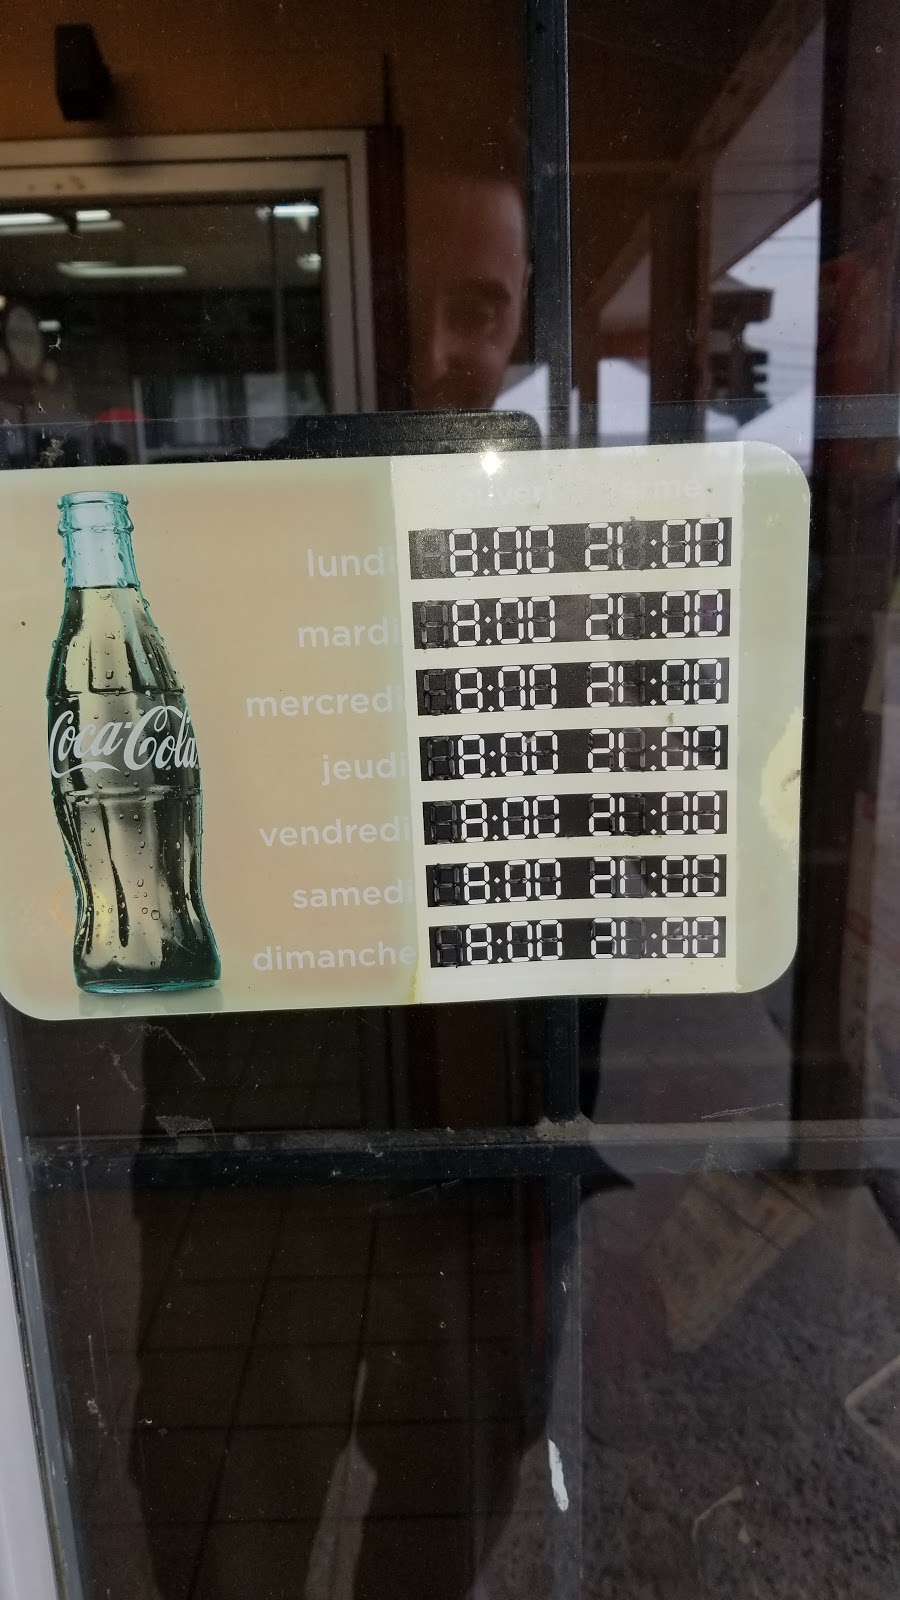 ouvert fermé
lundi 8:00 21:00
mardi 8:00 21:00
mercredi 8:00 21:00
jeudi 8:00 21:00
Coca-Cola
vendredi 8:00 21:00
samedi 8:00 21:00
dimanche 8:00 21:00